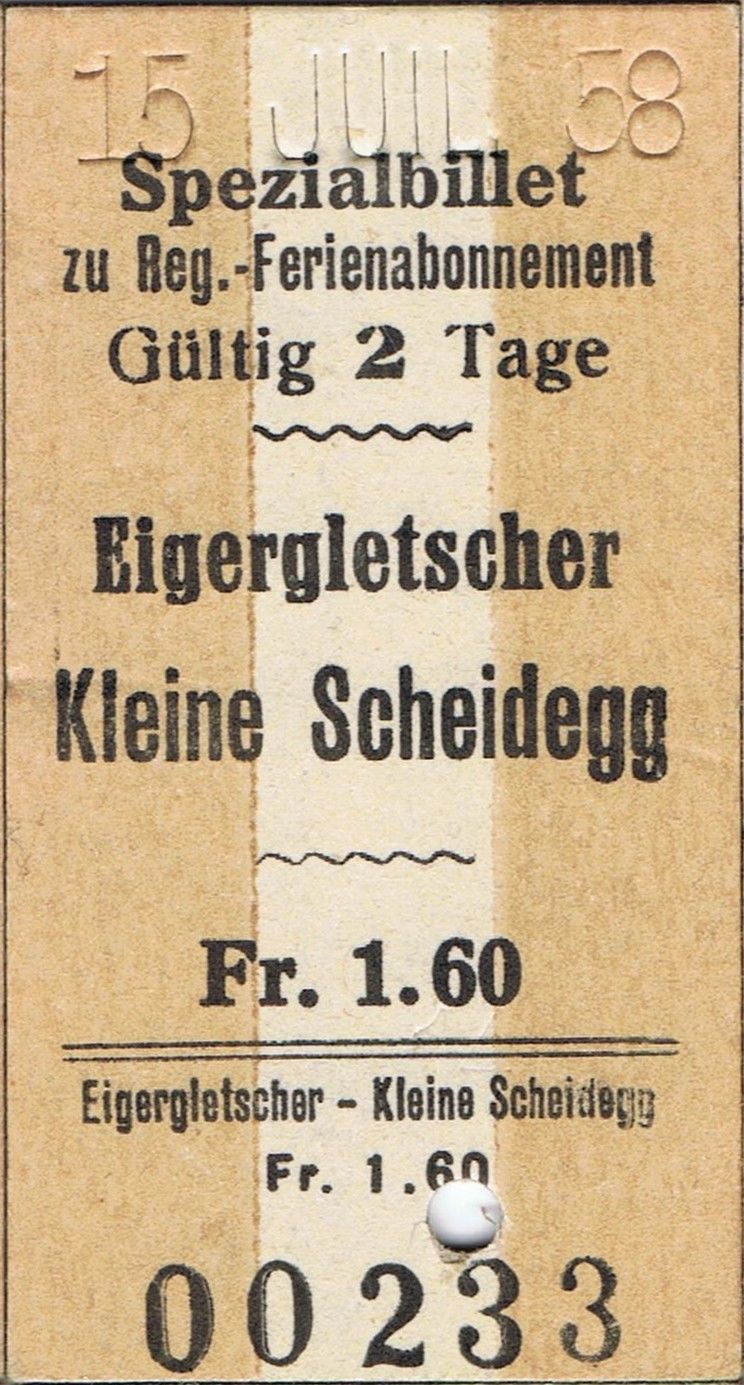 15 JUIL 58
Spezialbillet
zu Reg.-Ferienabonnement
Gültig 2 Tage
Eigergletscher
Kleine Scheidegg
Fr. 1.60
Eigergletscher - Kleine Scheidegg
Fr. 1.60
00233